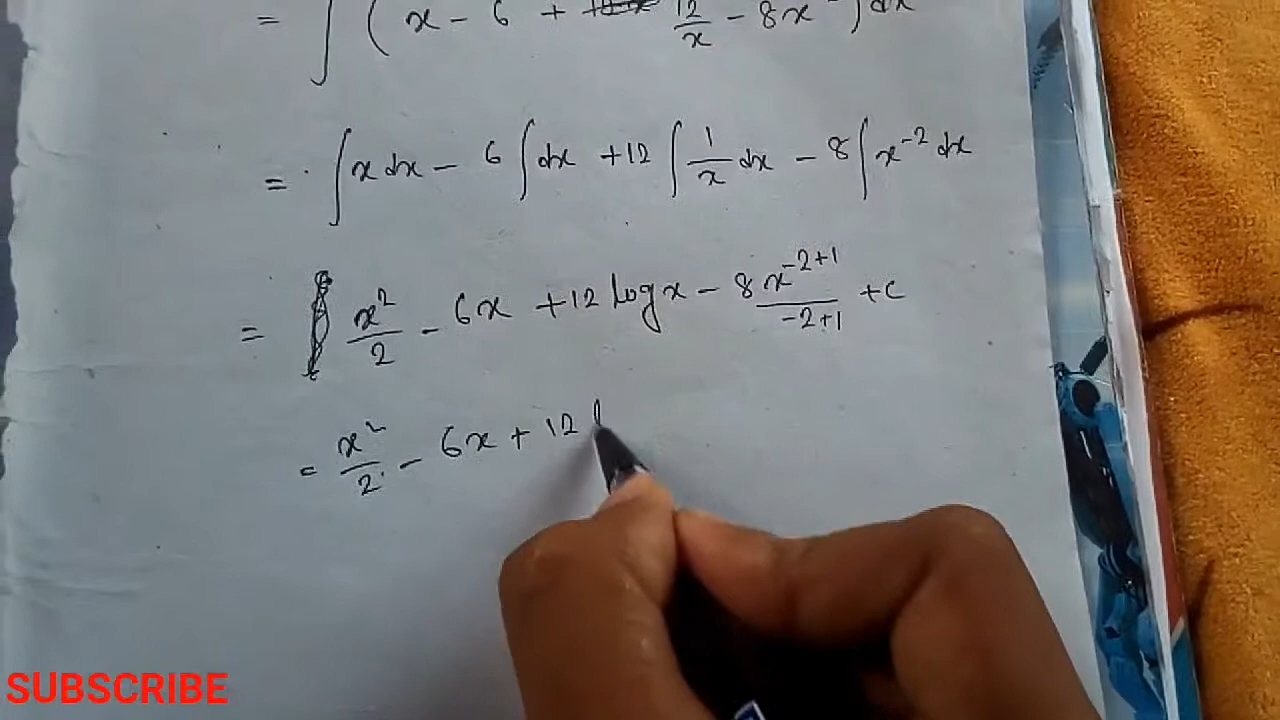 = ∫ ( x - 6 + 12/x - 8x⁻ ) dx
= ∫ x dx - 6 ∫ dx + 12 ∫ 1/x dx - 8 ∫ x⁻² dx
= x²/2 - 6x + 12 log x - 8 x⁻²⁺¹/-2+1 + c
= x²/2 - 6x + 12 l
SUBSCRIBE